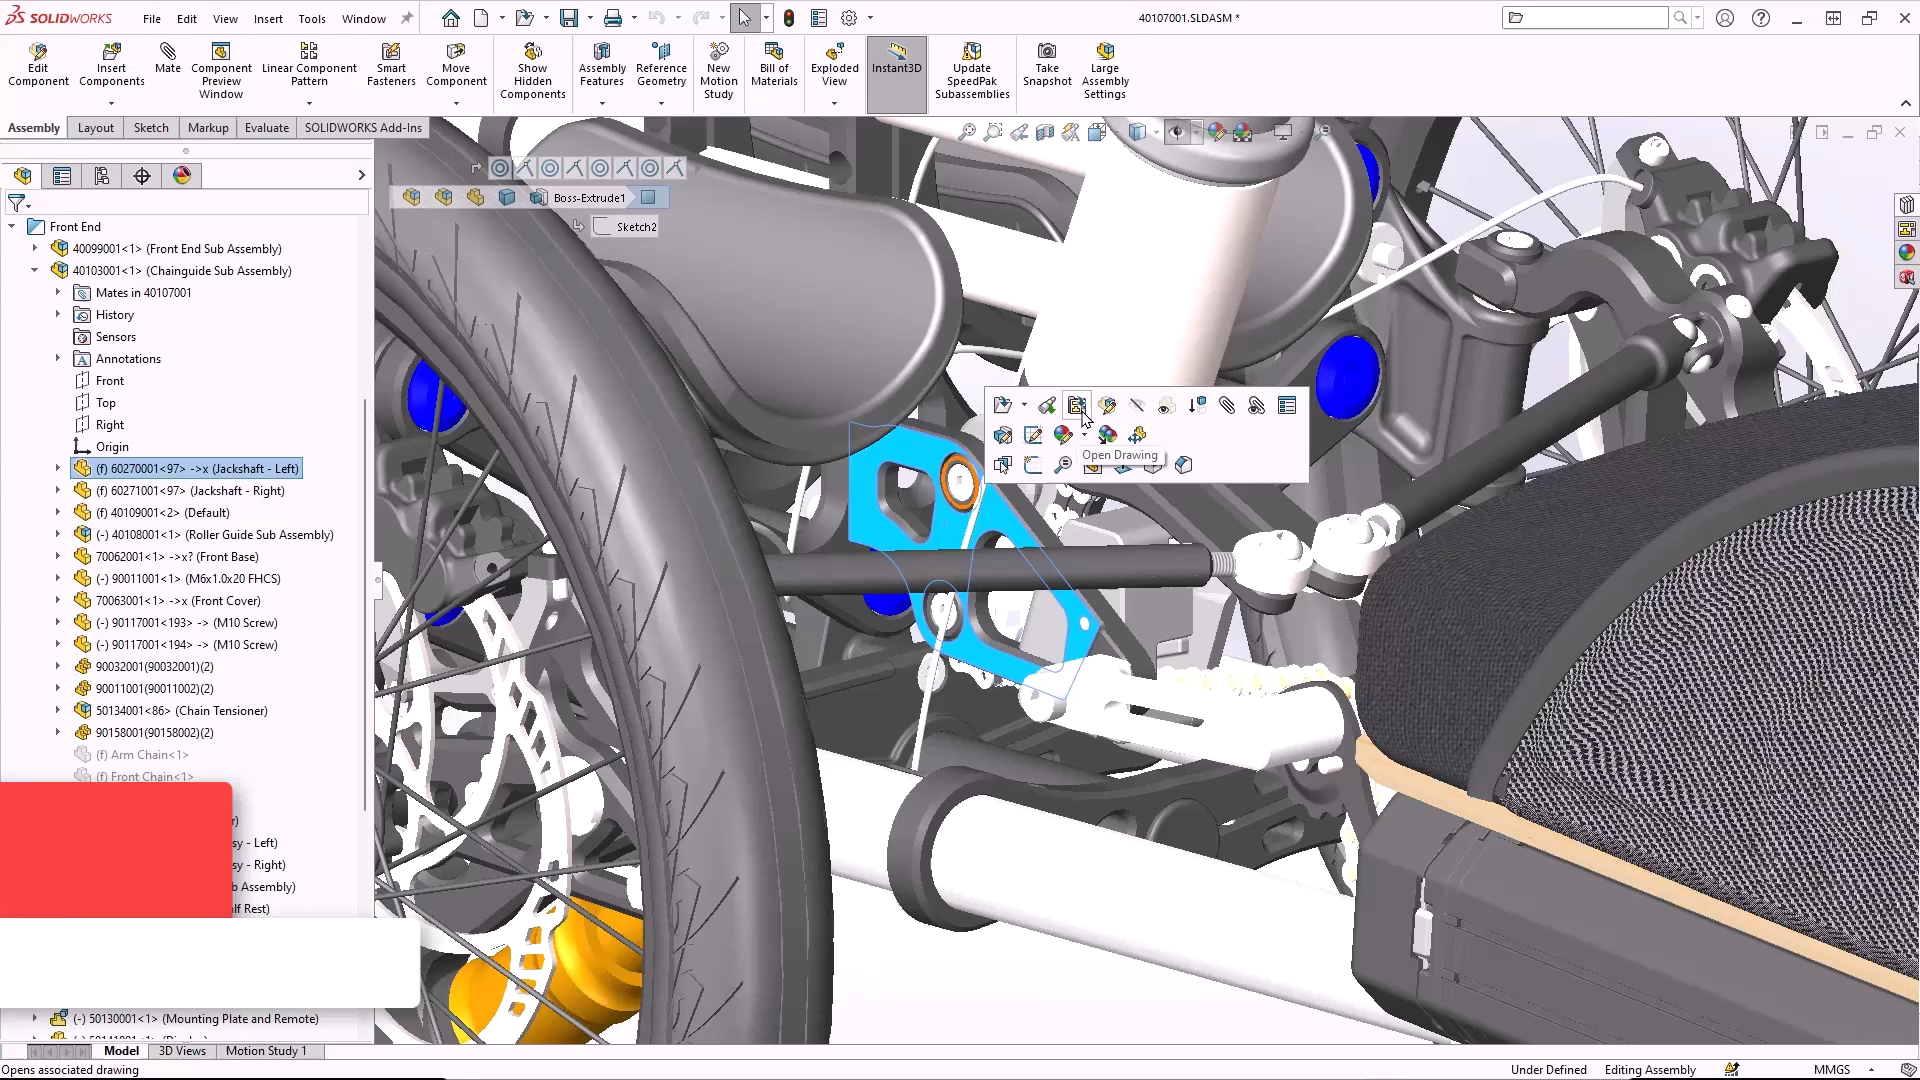 SOLIDWORKS
File Edit View Insert Tools Window
40107001.SLDASM *
Edit Component
Insert Components
Mate
Component Preview Window
Linear Component Pattern
Smart Fasteners
Move Component
Show Hidden Components
Assembly Features
Reference Geometry
New Motion Study
Bill of Materials
Exploded View
Instant3D
Update SpeedPak Subassemblies
Take Snapshot
Large Assembly Settings
Assembly Layout Sketch Markup Evaluate SOLIDWORKS Add-Ins
Boss-Extrude1
Sketch2
Front End
40099001<1> (Front End Sub Assembly)
40103001<1> (Chainguide Sub Assembly)
Mates in 40107001
History
Sensors
Annotations
Front
Top
Right
Origin
(f) 60270001<97> ->x (Jackshaft - Left)
(f) 60271001<97> (Jackshaft - Right)
(f) 40109001<2> (Default)
(-) 40108001<1> (Roller Guide Sub Assembly)
70062001<1> ->x? (Front Base)
(-) 90011001<1> (M6x1.0x20 FHCS)
70063001<1> ->x (Front Cover)
(-) 90117001<193> -> (M10 Screw)
(-) 90117001<194> -> (M10 Screw)
90032001(90032001)(2)
90011001(90011002)(2)
50134001<86> (Chain Tensioner)
90158001(90158002)(2)
(f) Arm Chain<1>
(f) Front Chain<1>
r)
sy - Left)
sy - Right)
b Assembly)
lf Rest)
(-) 50130001<1> (Mounting Plate and Remote)
Open Drawing
Model 3D Views Motion Study 1
Opens associated drawing
Under Defined Editing Assembly MMGS